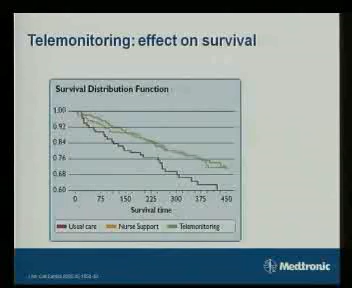 Telemonitoring: effect on survival
Survival Distribution Function
1.00
0.92
0.84
0.76
0.68
0.60
0 75 150 225 300 375 450
Survival time
Usual care Nurse Support Telemonitoring
Medtronic